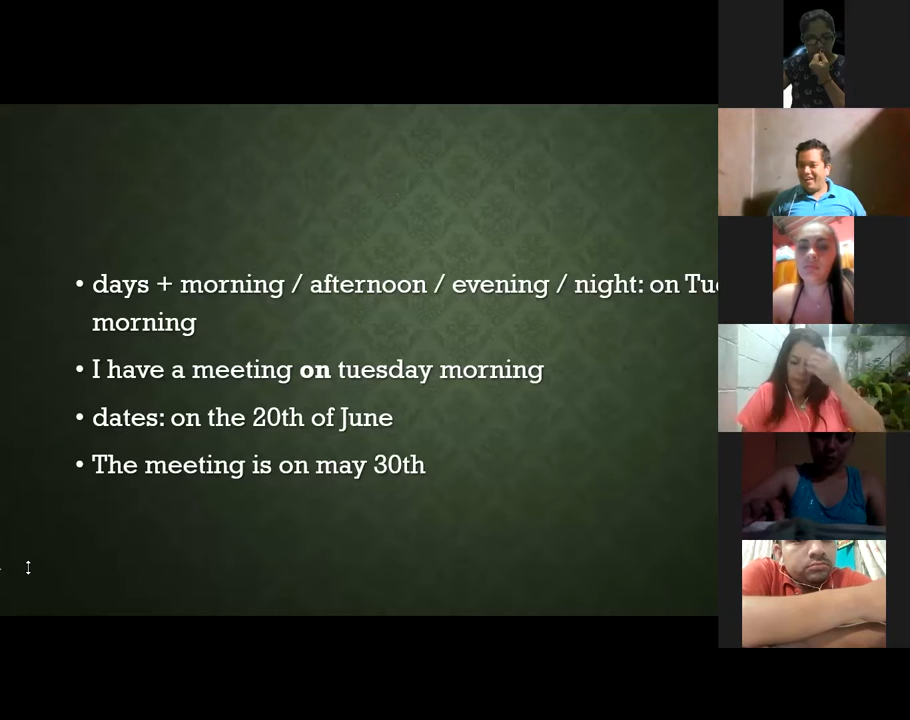 • days + morning / afternoon / evening / night: on Tue
morning
• I have a meeting on tuesday morning
• dates: on the 20th of June
• The meeting is on may 30th